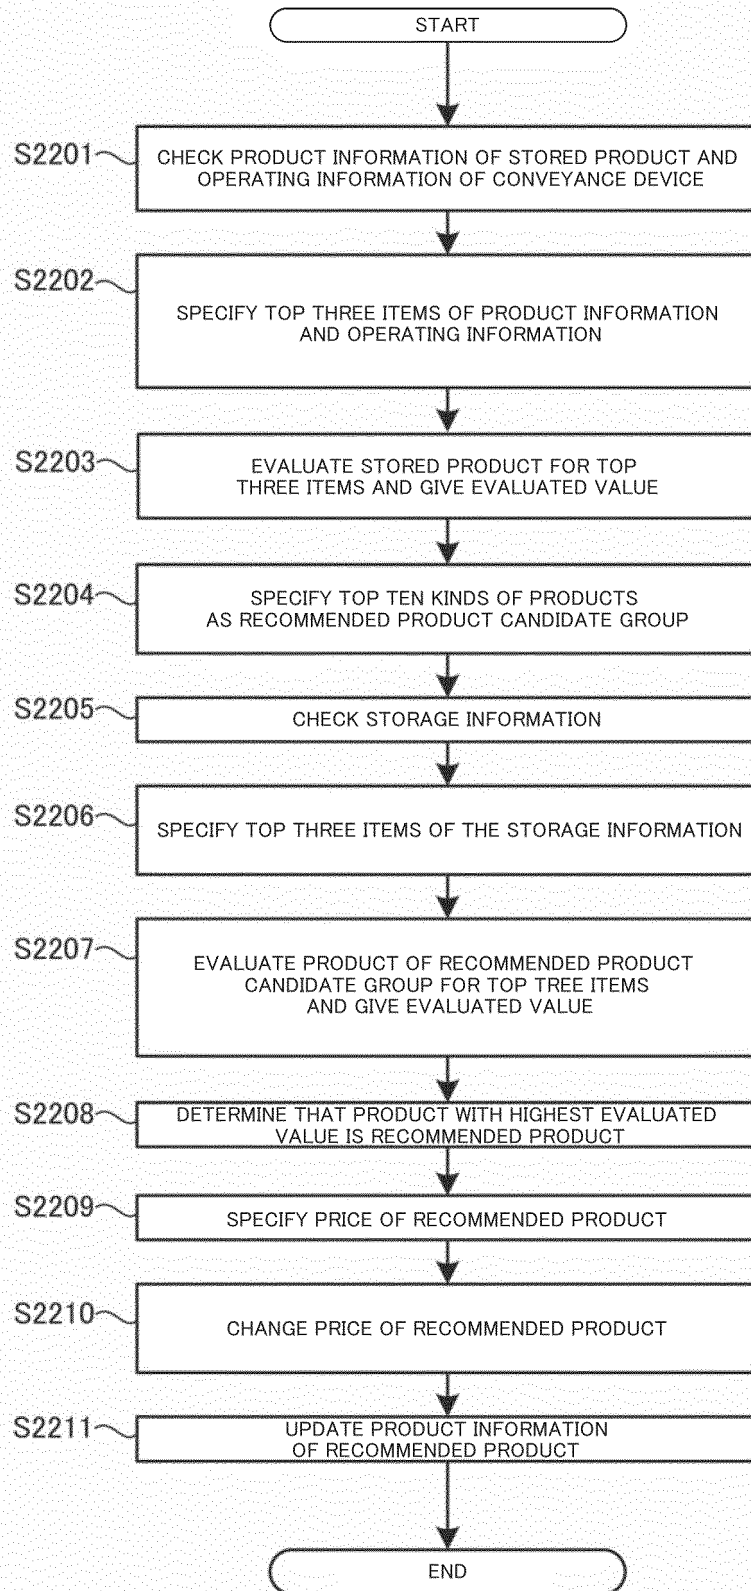 START
S2201
CHECK PRODUCT INFORMATION OF STORED PRODUCT AND
OPERATING INFORMATION OF CONVEYANCE DEVICE
S2202
SPECIFY TOP THREE ITEMS OF PRODUCT INFORMATION
AND OPERATING INFORMATION
S2203
EVALUATE STORED PRODUCT FOR TOP
THREE ITEMS AND GIVE EVALUATED VALUE
S2204
SPECIFY TOP TEN KINDS OF PRODUCTS
AS RECOMMENDED PRODUCT CANDIDATE GROUP
S2205
CHECK STORAGE INFORMATION
S2206
SPECIFY TOP THREE ITEMS OF THE STORAGE INFORMATION
S2207
EVALUATE PRODUCT OF RECOMMENDED PRODUCT
CANDIDATE GROUP FOR TOP TREE ITEMS
AND GIVE EVALUATED VALUE
S2208
DETERMINE THAT PRODUCT WITH HIGHEST EVALUATED
VALUE IS RECOMMENDED PRODUCT
S2209
SPECIFY PRICE OF RECOMMENDED PRODUCT
S2210
CHANGE PRICE OF RECOMMENDED PRODUCT
S2211
UPDATE PRODUCT INFORMATION
OF RECOMMENDED PRODUCT
END